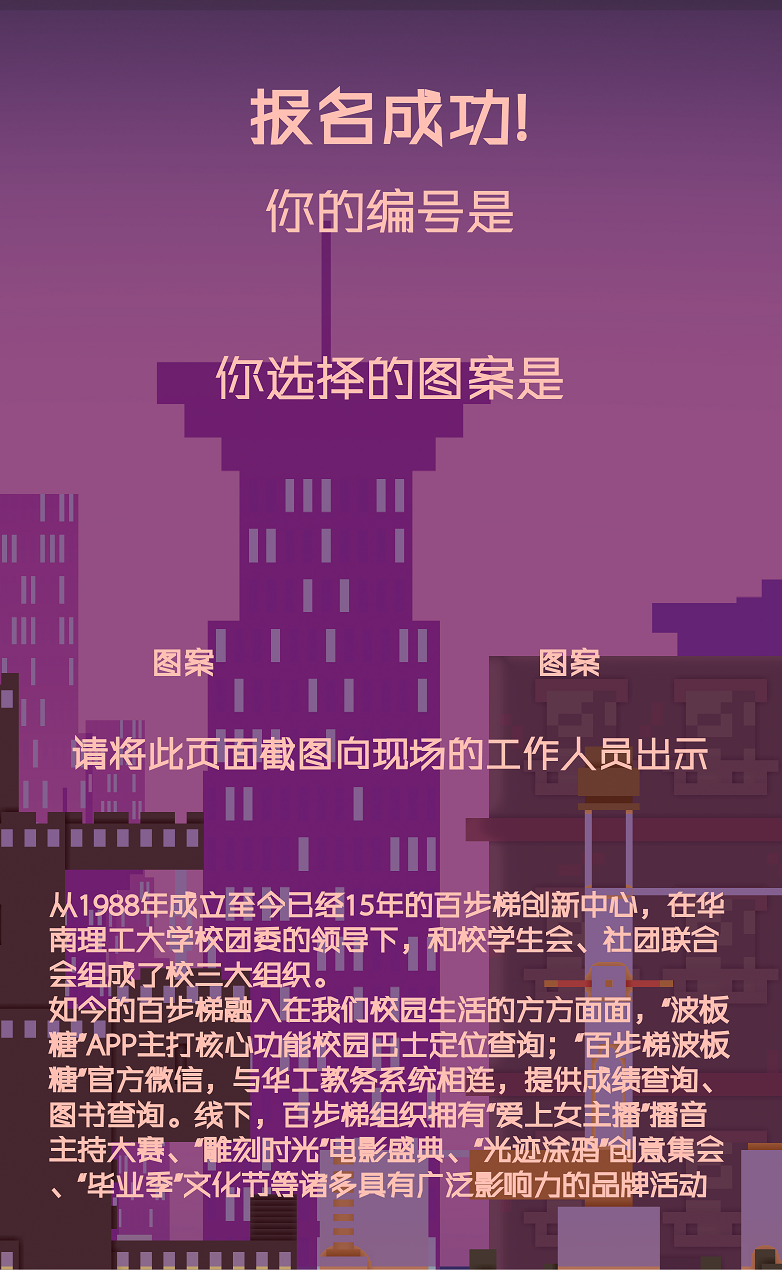 报名成功!
你的编号是
你选择的图案是
图案 图案
请将此页面截图向现场的工作人员出示
从1988年成立至今已经15年的百步梯创新中心，在华
南理工大学校团委的领导下，和校学生会、社团联合
会组成了校三大组织。
如今的百步梯融入在我们校园生活的方方面面，“波板
糖”APP主打核心功能校园巴士定位查询；“百步梯波板
糖”官方微信，与华工教务系统相连，提供成绩查询、
图书查询。线下，百步梯组织拥有“爱上女主播”播音
主持大赛、“雕刻时光”电影盛典、“光迹涂鸦”创意集会
、“毕业季”文化节等诸多具有广泛影响力的品牌活动